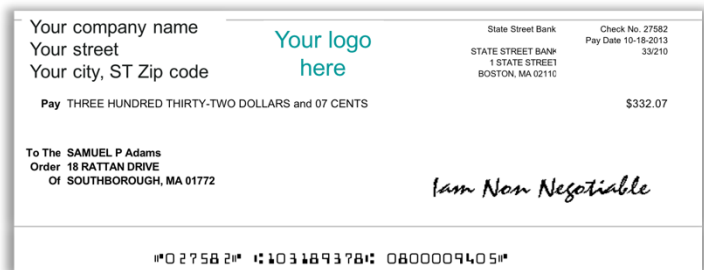 Your company name
Your street
Your city, ST Zip code
Your logo
here
State Street Bank
STATE STREET BANK
1 STATE STREET
BOSTON, MA 02110
Check No. 27582
Pay Date 10-18-2013
33/210
Pay THREE HUNDRED THIRTY-TWO DOLLARS and 07 CENTS $332.07
To The SAMUEL P Adams
Order 18 RATTAN DRIVE
Of SOUTHBOROUGH, MA 01772
Iam Non Negotiable
⑈027582⑈ ⑆103189378⑆ 0800009405⑈